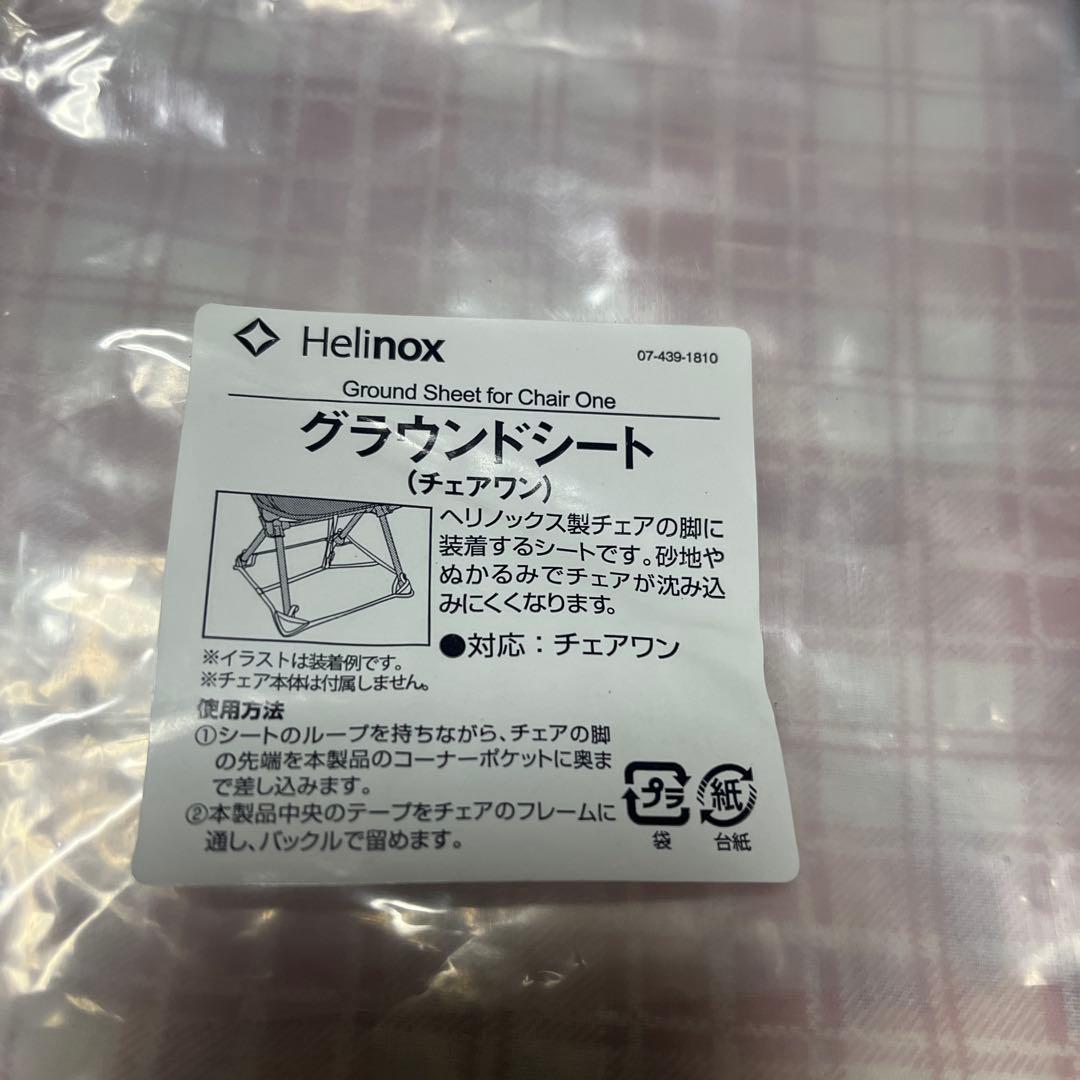 Helinox
07-439-1810
Ground Sheet for Chair One
グラウンドシート
(チェアワン)
ヘリノックス製チェアの脚に
装着するシートです。砂地や
ぬかるみでチェアが沈み込
みにくくなります。
●対応：チェアワン
※イラストは装着例です。
※チェア本体は付属しません。
使用方法
①シートのループを持ちながら、チェアの脚
の先端を本製品のコーナーポケットに奥ま
で差し込みます。
②本製品中央のテープをチェアのフレームに
通し、バックルで留めます。
プラ
袋
紙
台紙